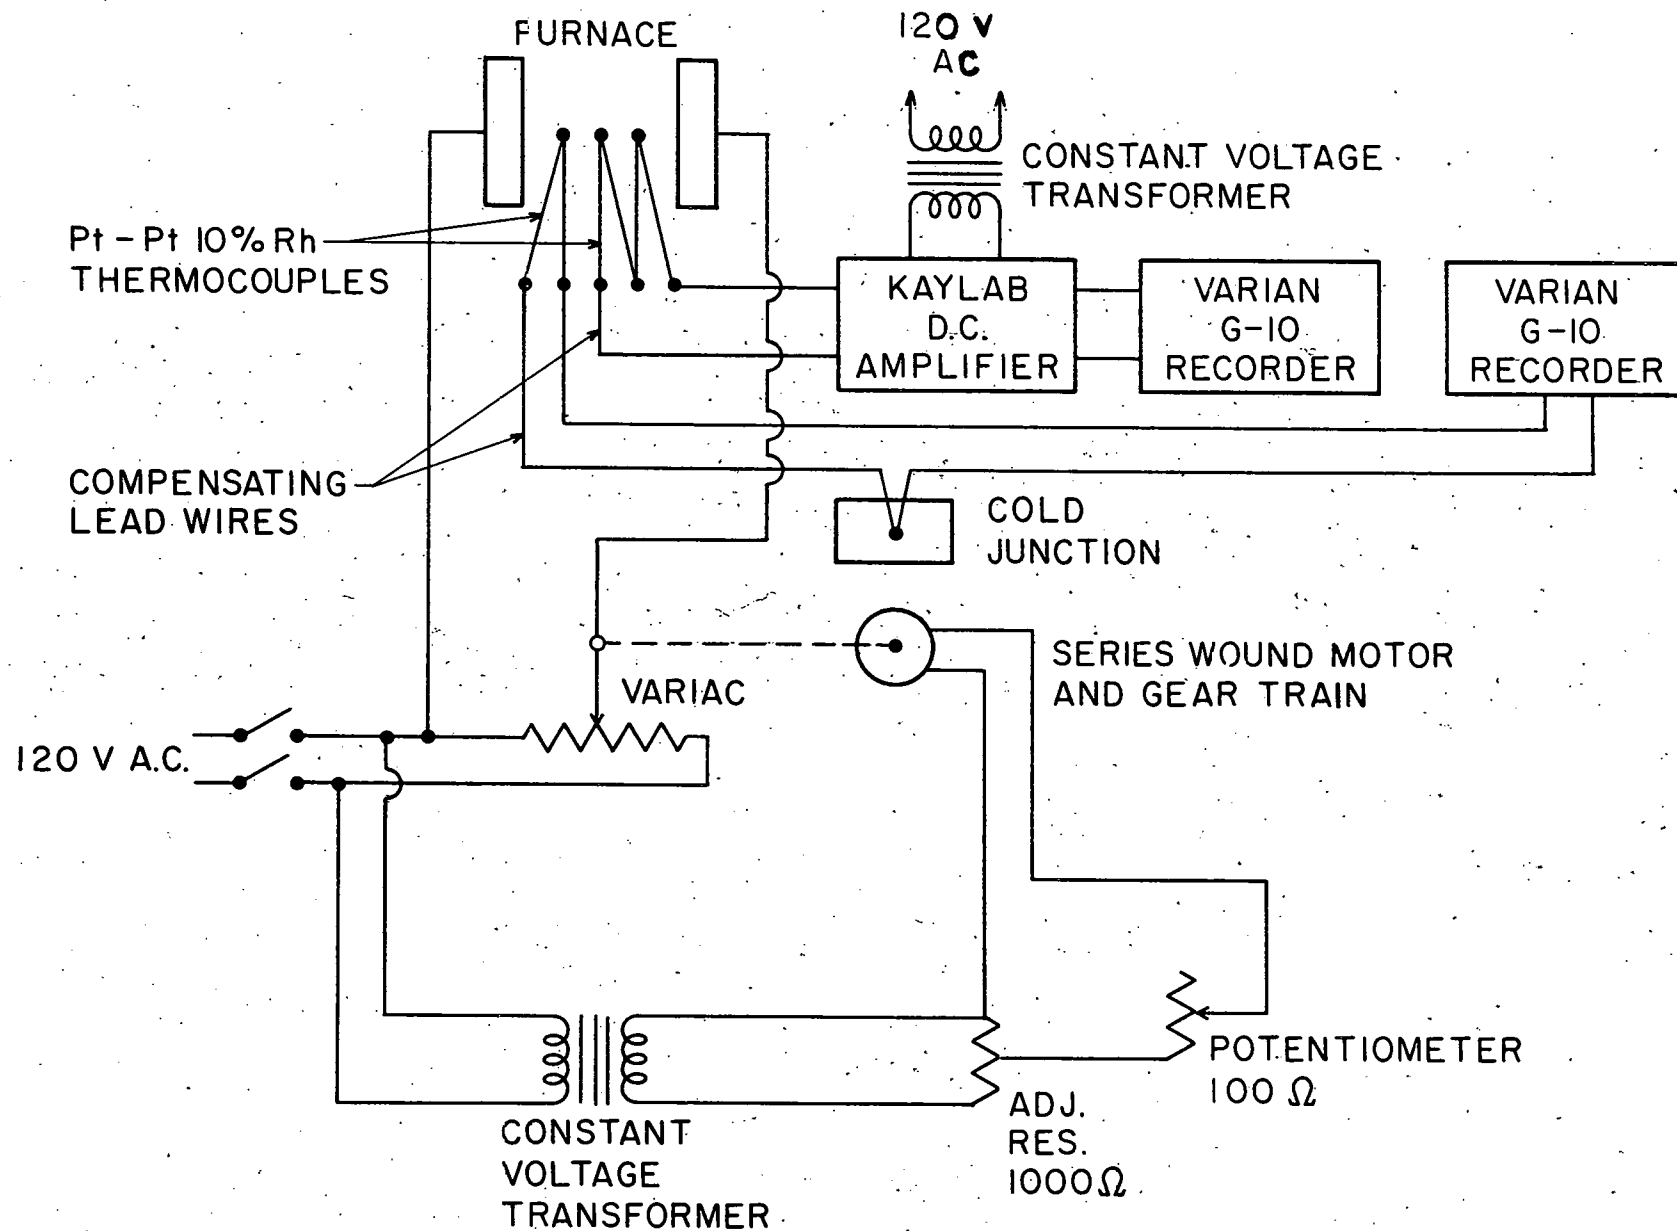 FURNACE
120 V
AC
CONSTANT VOLTAGE
TRANSFORMER
Pt - Pt 10% Rh
THERMOCOUPLES
KAYLAB
D.C.
AMPLIFIER
VARIAN
G-10
RECORDER
VARIAN
G-10
RECORDER
COMPENSATING
LEAD WIRES
COLD
JUNCTION
SERIES WOUND MOTOR
AND GEAR TRAIN
VARIAC
120 V A.C.
POTENTIOMETER
100 Ω
ADJ.
RES.
1000Ω
CONSTANT
VOLTAGE
TRANSFORMER